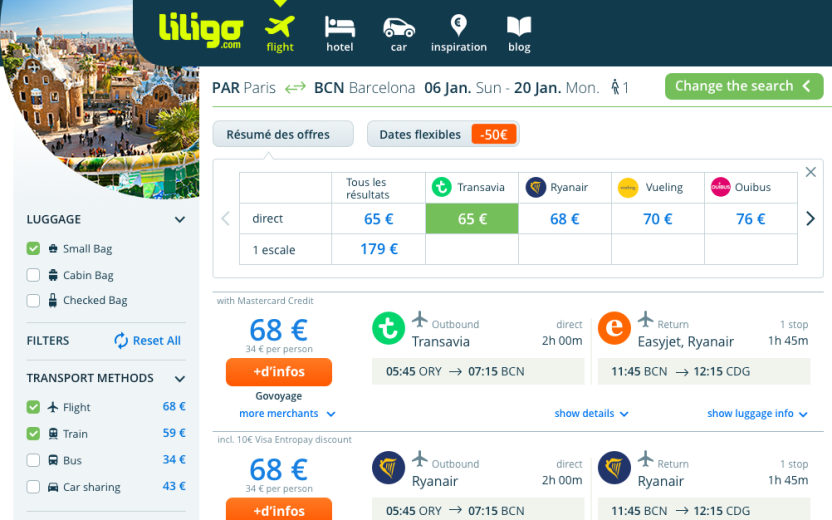 liligo
.com
flight
hotel
car
inspiration
blog
PAR Paris BCN Barcelona 06 Jan. Sun - 20 Jan. Mon. 1
Change the search
Résumé des offres
Dates flexibles -50€
Tous les
résultats
Transavia
Ryanair
Vueling
Ouibus
direct 65 € 65 € 68 € 70 € 76 €
1 escale 179 €
LUGGAGE
Small Bag
Cabin Bag
Checked Bag
FILTERS Reset All
TRANSPORT METHODS
Flight 68 €
Train 59 €
Bus 34 €
Car sharing 43 €
with Mastercard Credit
68 €
34 € per person
+d'infos
Govoyage
more merchants
Outbound direct
Transavia 2h 00m
05:45 ORY → 07:15 BCN
show details
Return 1 stop
Easyjet, Ryanair 1h 45m
11:45 BCN → 12:15 CDG
show luggage info
incl. 10€ Visa Entropay discount
68 €
34 € per person
+d'infos
Outbound direct
Ryanair 2h 00m
05:45 ORY → 07:15 BCN
Return 1 stop
Ryanair 1h 45m
11:45 BCN → 12:15 CDG